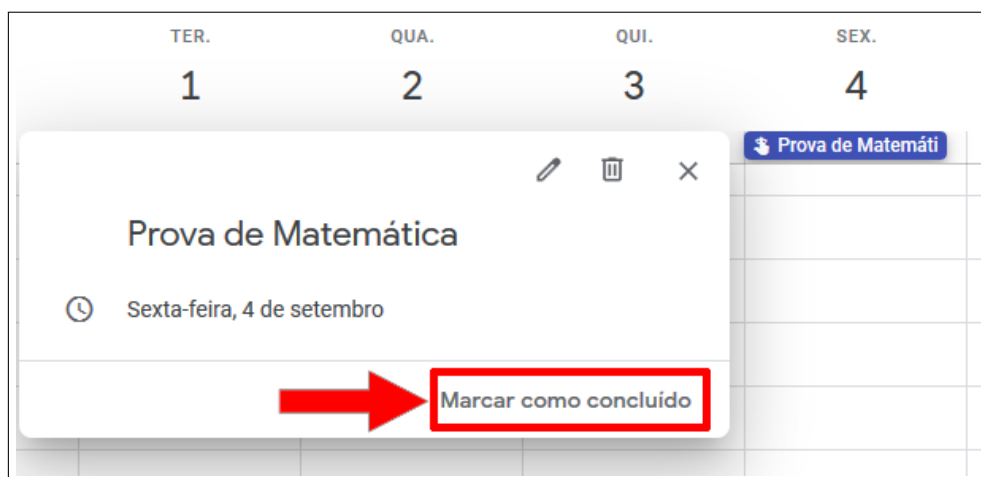 TER. QUA. QUI. SEX.
1 2 3 4
Prova de Matemáti
Prova de Matemática
Sexta-feira, 4 de setembro
Marcar como concluído